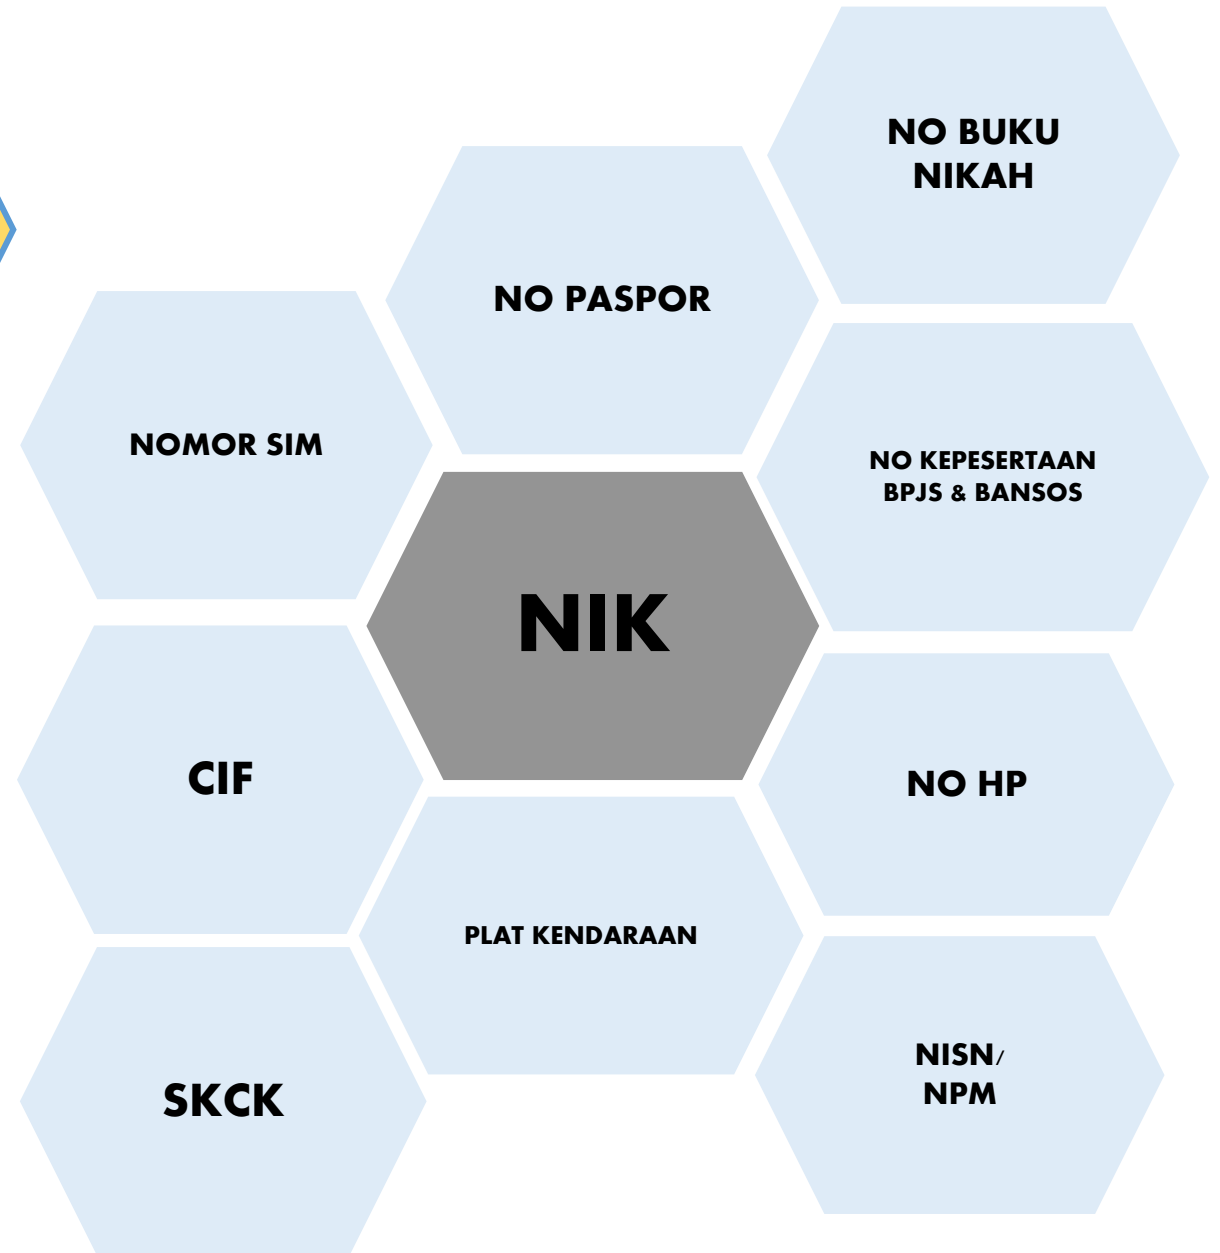 NO BUKU
NIKAH
NO PASPOR
NOMOR SIM
NO KEPESERTAAN
BPJS & BANSOS
NIK
CIF
NO HP
PLAT KENDARAAN
SKCK
NISN/
NPM